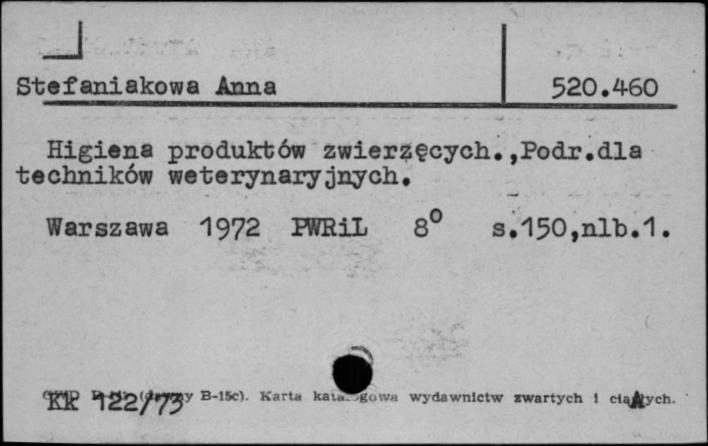 Stefaniakowa Anna 520.460
Higiena produktów zwierzęcych.,Podr.dla
techników weterynaryjnych.
Warszawa 1972 PWRiL 8° s.150,nlb.1.
Kk 122/73 B-15c). Karta katalogowa wydawnictw zwartych i ciągłych.
A